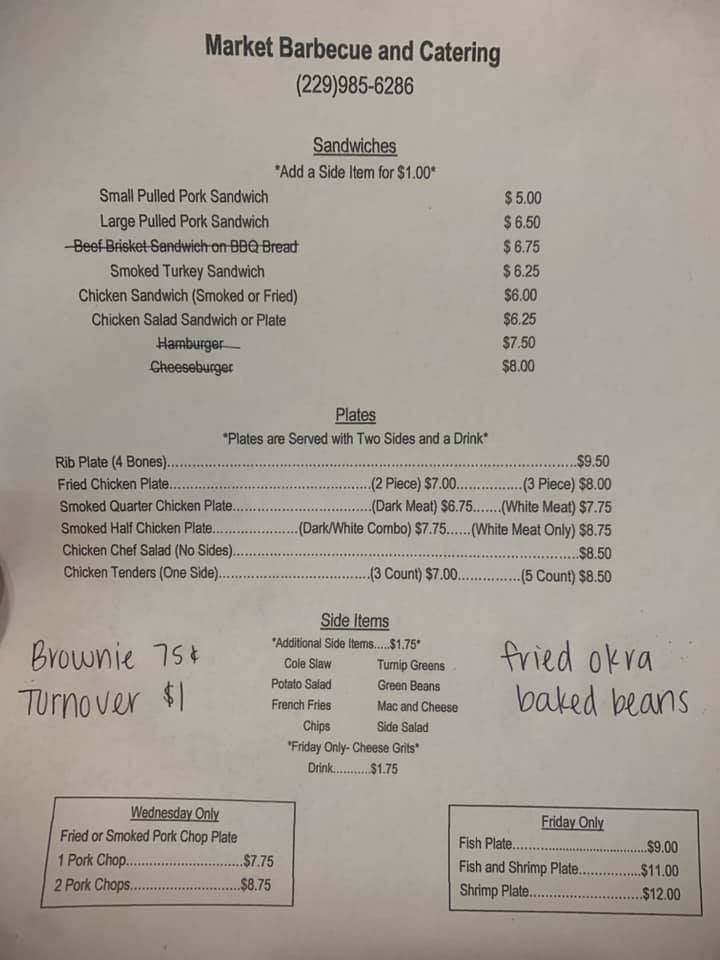 Market Barbecue and Catering
(229)985-6286
Sandwiches
*Add a Side Item for $1.00*
Small Pulled Pork Sandwich $ 5.00
Large Pulled Pork Sandwich $ 6.50
Beef Brisket Sandwich on BBQ Bread $ 6.75
Smoked Turkey Sandwich $ 6.25
Chicken Sandwich (Smoked or Fried) $6.00
Chicken Salad Sandwich or Plate $6.25
Hamburger $7.50
Cheeseburger $8.00
Plates
*Plates are Served with Two Sides and a Drink*
Rib Plate (4 Bones)..........$9.50
Fried Chicken Plate..........(2 Piece) $7.00..........(3 Piece) $8.00
Smoked Quarter Chicken Plate..........(Dark Meat) $6.75.......(White Meat) $7.75
Smoked Half Chicken Plate..........(Dark/White Combo) $7.75......(White Meat Only) $8.75
Chicken Chef Salad (No Sides)..........$8.50
Chicken Tenders (One Side)..........(3 Count) $7.00..........(5 Count) $8.50
Side Items
*Additional Side Items.....$1.75*
Cole Slaw Turnip Greens
Potato Salad Green Beans
French Fries Mac and Cheese
Chips Side Salad
*Friday Only- Cheese Grits*
Drink..........$1.75
Brownie 75¢
Turnover $1
fried okra
baked beans
Wednesday Only
Fried or Smoked Pork Chop Plate
1 Pork Chop..........$7.75
2 Pork Chops..........$8.75
Friday Only
Fish Plate..........$9.00
Fish and Shrimp Plate..........$11.00
Shrimp Plate..........$12.00